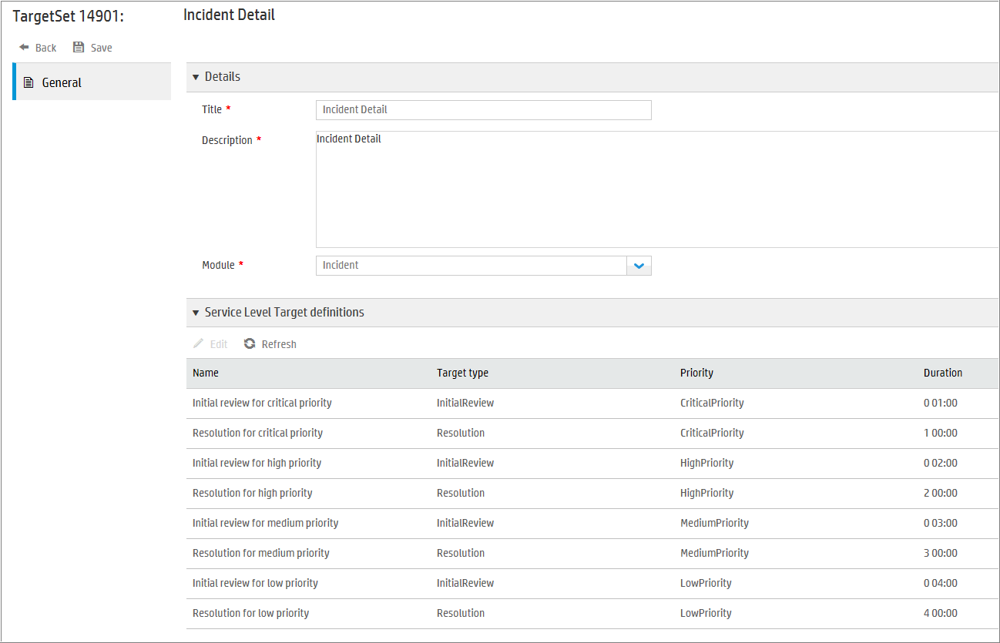 TargetSet 14901:
Incident Detail
Back Save
General
Details
Title *
Incident Detail
Description *
Incident Detail
Module *
Incident
Service Level Target definitions
Edit Refresh
Name Target type Priority Duration
Initial review for critical priority InitialReview CriticalPriority 0 01:00
Resolution for critical priority Resolution CriticalPriority 1 00:00
Initial review for high priority InitialReview HighPriority 0 02:00
Resolution for high priority Resolution HighPriority 2 00:00
Initial review for medium priority InitialReview MediumPriority 0 03:00
Resolution for medium priority Resolution MediumPriority 3 00:00
Initial review for low priority InitialReview LowPriority 0 04:00
Resolution for low priority Resolution LowPriority 4 00:00